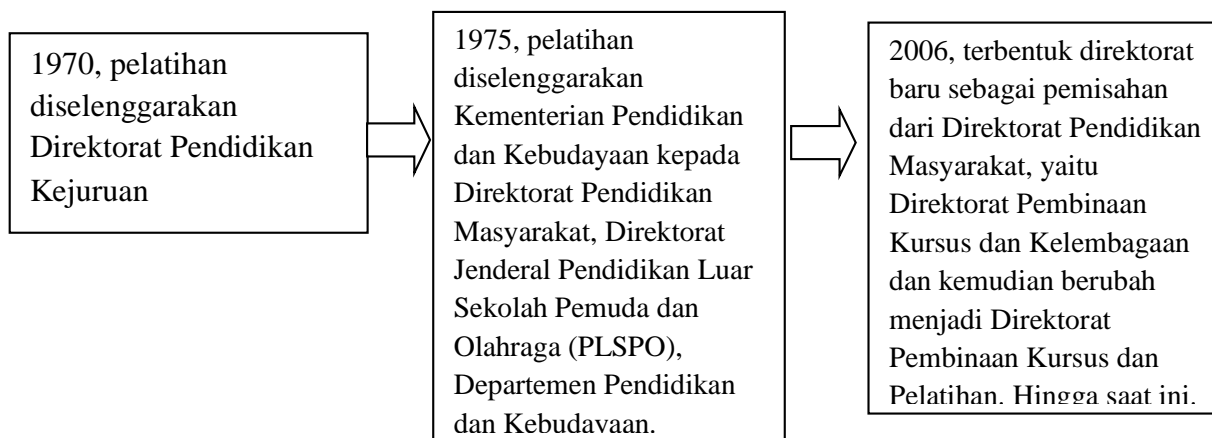 1970, pelatihan
diselenggarakan
Direktorat Pendidikan
Kejuruan
1975, pelatihan
diselenggarakan
Kementerian Pendidikan
dan Kebudayaan kepada
Direktorat Pendidikan
Masyarakat, Direktorat
Jenderal Pendidikan Luar
Sekolah Pemuda dan
Olahraga (PLSPO),
Departemen Pendidikan
dan Kebudayaan.
2006, terbentuk direktorat
baru sebagai pemisahan
dari Direktorat Pendidikan
Masyarakat, yaitu
Direktorat Pembinaan
Kursus dan Kelembagaan
dan kemudian berubah
menjadi Direktorat
Pembinaan Kursus dan
Pelatihan. Hingga saat ini.